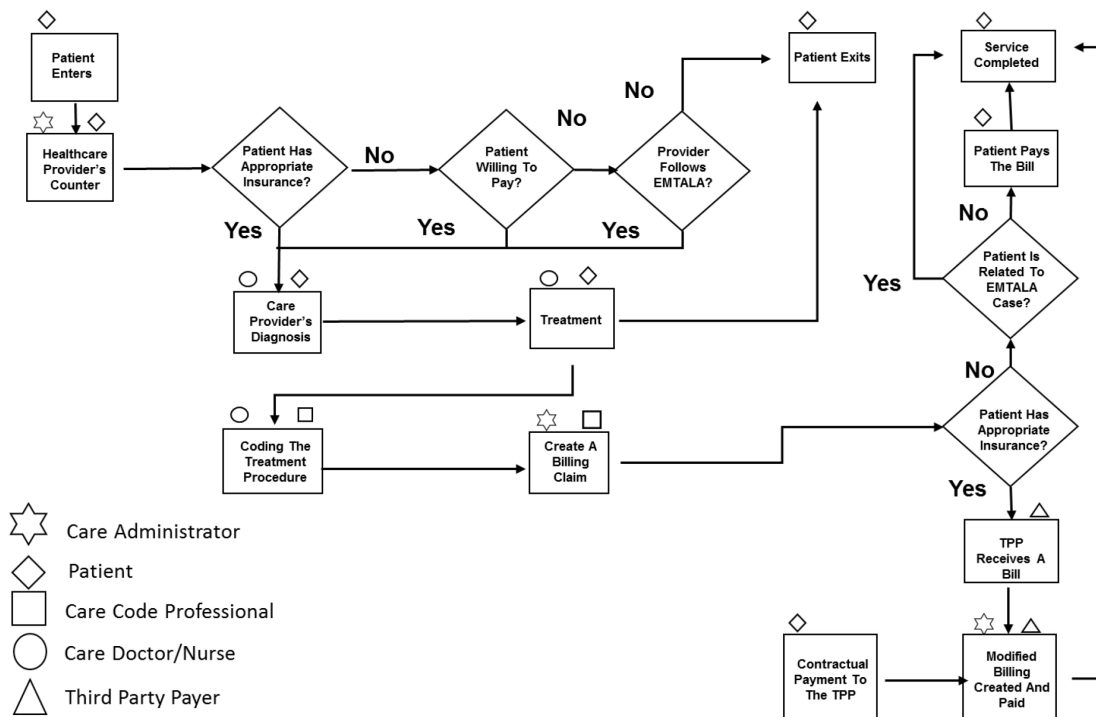 Patient
Enters
Healthcare
Provider's
Counter
Patient Has
Appropriate
Insurance?
No
Patient
Willing To
Pay?
No
Provider
Follows
EMTALA?
No
Patient Exits
Yes
Yes
Yes
Care
Provider's
Diagnosis
Treatment
Coding The
Treatment
Procedure
Create A
Billing
Claim
Service
Completed
Patient Pays
The Bill
No
Patient Is
Related To
EMTALA
Case?
Yes
No
Patient Has
Appropriate
Insurance?
Yes
TPP
Receives A
Bill
Contractual
Payment To
The TPP
Modified
Billing
Created And
Paid
Care Administrator
Patient
Care Code Professional
Care Doctor/Nurse
Third Party Payer